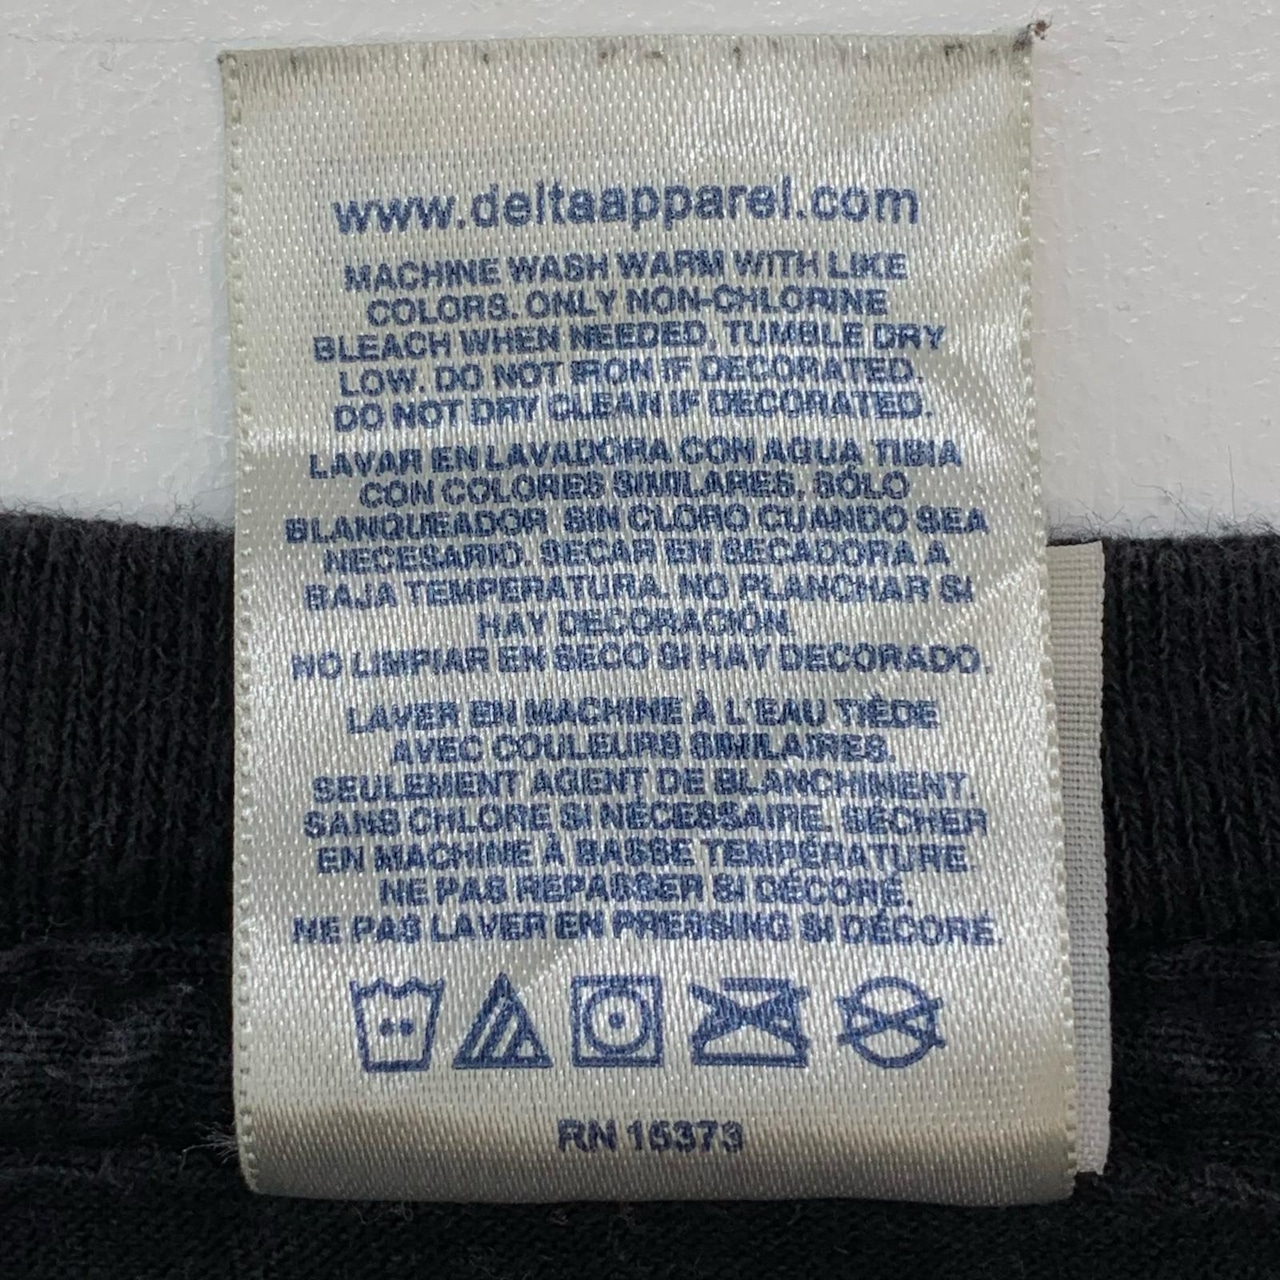 www.deltaapparel.com
MACHINE WASH WARM WITH LIKE
COLORS. ONLY NON-CHLORINE
BLEACH WHEN NEEDED, TUMBLE DRY
LOW. DO NOT IRON IF DECORATED.
DO NOT DRY CLEAN IF DECORATED.
LAVAR EN LAVADORA CON AGUA TIBIA
CON COLORES SIMILARES, SÓLO
BLANQUEADOR SIN CLORO CUANDO SEA
NECESARIO. SECAR EN SECADORA A
BAJA TEMPERATURA. NO PLANCHAR SI
HAY DECORACIÓN.
NO LIMPIAR EN SECO SI HAY DECORADO.
LAVER EN MACHINE À L'EAU TIÈDE
AVEC COULEURS SIMILAIRES.
SEULEMENT AGENT DE BLANCHIMENT.
SANS CHLORE SI NÉCESSAIRE. SÉCHER
EN MACHINE À BASSE TEMPÉRATURE.
NE PAS REPASSER SI DÉCORÉ.
NE PAS LAVER EN PRESSING SI DÉCORÉ.
RN 15373